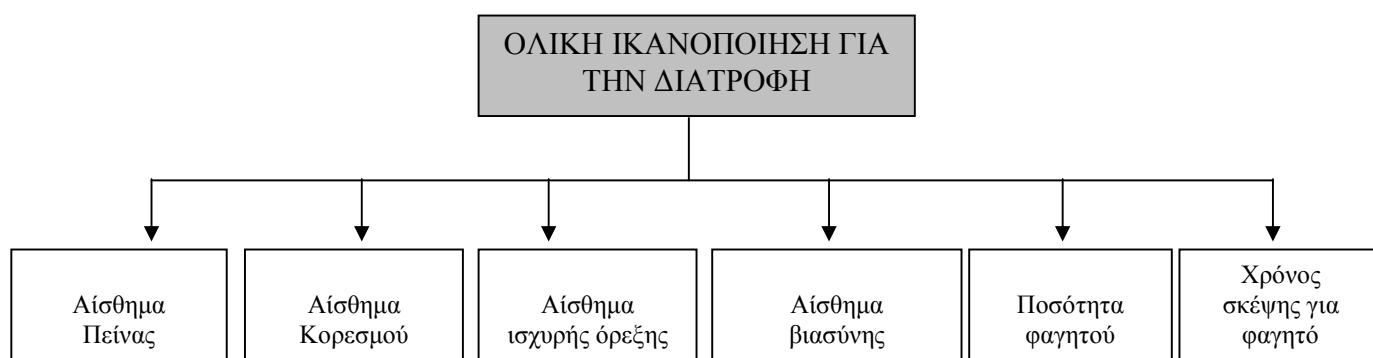 ΟΛΙΚΗ ΙΚΑΝΟΠΟΙΗΣΗ ΓΙΑ
ΤΗΝ ΔΙΑΤΡΟΦΗ
Αίσθημα
Πείνας
Αίσθημα
Κορεσμού
Αίσθημα
ισχυρής όρεξης
Αίσθημα
βιασύνης
Ποσότητα
φαγητού
Χρόνος
σκέψης για
φαγητό